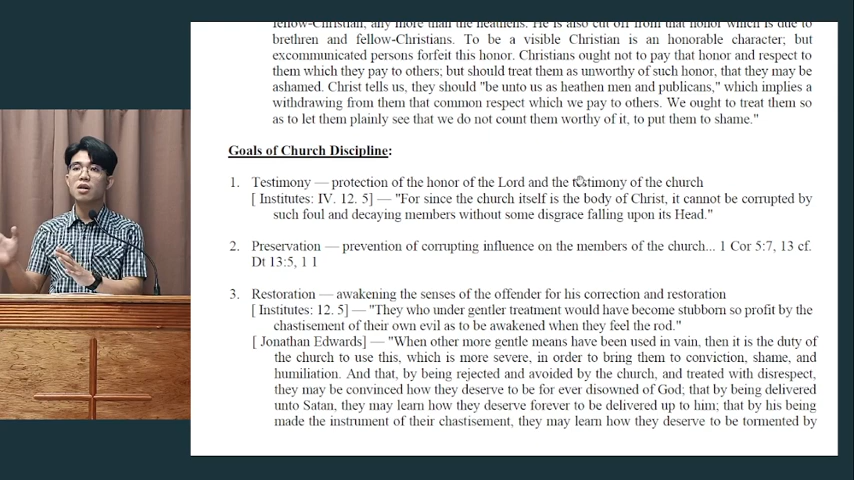 fellow-Christian, any more than the heathens. He is also cut off from that honor which is due to
brethren and fellow-Christians. To be a visible Christian is an honorable character; but
excommunicated persons forfeit this honor. Christians ought not to pay that honor and respect to
them which they pay to others; but should treat them as unworthy of such honor, that they may be
ashamed. Christ tells us, they should "be unto us as heathen men and publicans," which implies a
withdrawing from them that common respect which we pay to others. We ought to treat them so
as to let them plainly see that we do not count them worthy of it, to put them to shame."
Goals of Church Discipline:
1. Testimony — protection of the honor of the Lord and the testimony of the church
[ Institutes: IV. 12. 5] — "For since the church itself is the body of Christ, it cannot be corrupted by
such foul and decaying members without some disgrace falling upon its Head."
2. Preservation — prevention of corrupting influence on the members of the church... 1 Cor 5:7, 13 cf.
Dt 13:5, 1 1
3. Restoration — awakening the senses of the offender for his correction and restoration
[ Institutes: 12. 5] — "They who under gentler treatment would have become stubborn so profit by the
chastisement of their own evil as to be awakened when they feel the rod."
[ Jonathan Edwards] — "When other more gentle means have been used in vain, then it is the duty of
the church to use this, which is more severe, in order to bring them to conviction, shame, and
humiliation. And that, by being rejected and avoided by the church, and treated with disrespect,
they may be convinced how they deserve to be for ever disowned of God; that by being delivered
unto Satan, they may learn how they deserve forever to be delivered up to him; that by his being
made the instrument of their chastisement, they may learn how they deserve to be tormented by